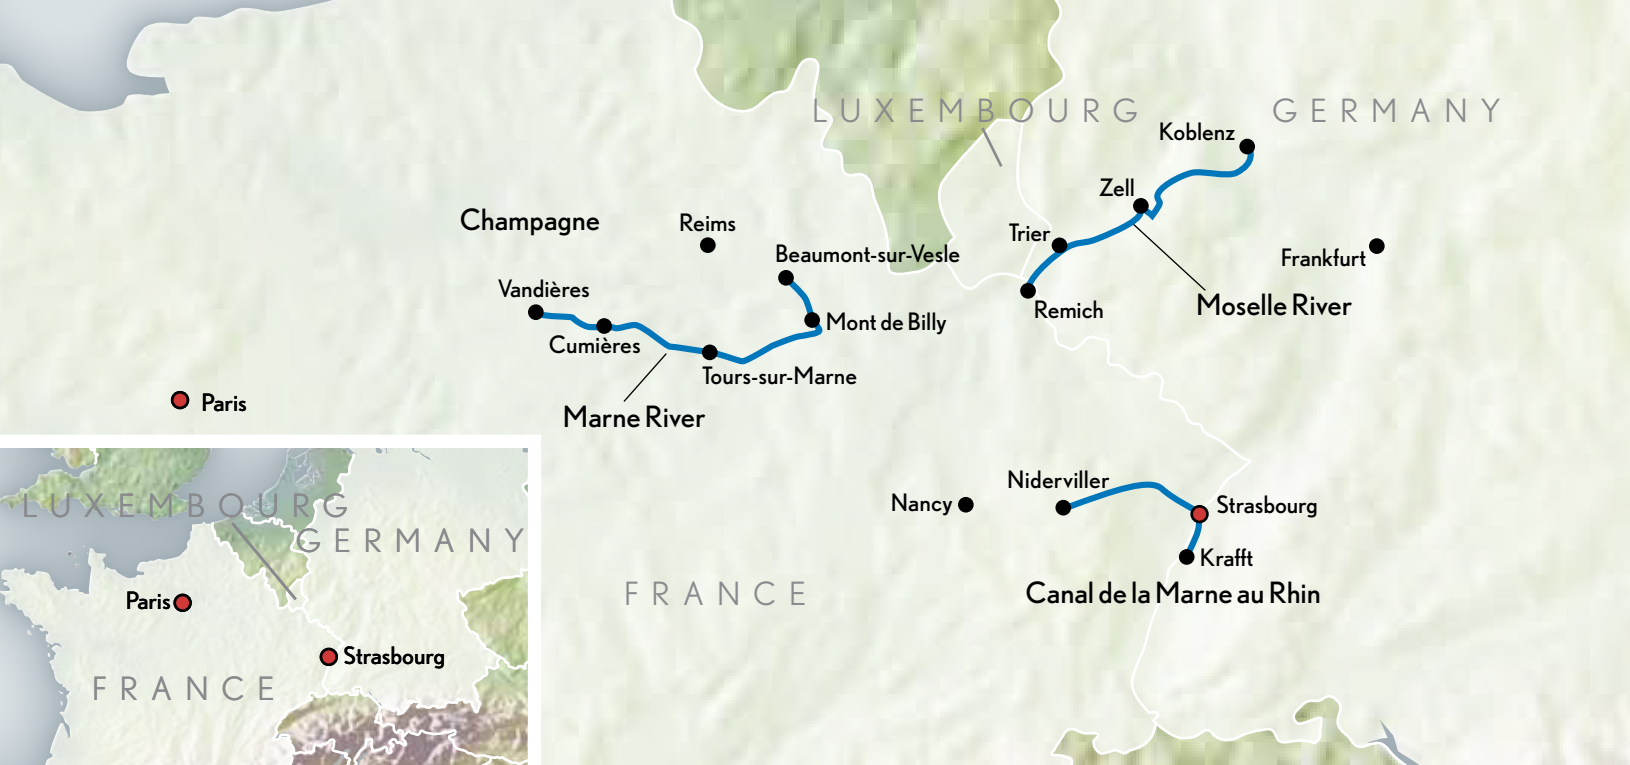 LUXEMBOURG
GERMANY
Koblenz
Zell
Champagne
Reims
Trier
Beaumont-sur-Vesle
Frankfurt
Vandières
Remich
Moselle River
Mont de Billy
Cumières
Tours-sur-Marne
Paris
Marne River
Niderviller
Nancy
Strasbourg
Krafft
FRANCE
Canal de la Marne au Rhin
LUXEMBOURG
GERMANY
Paris
Strasbourg
FRANCE